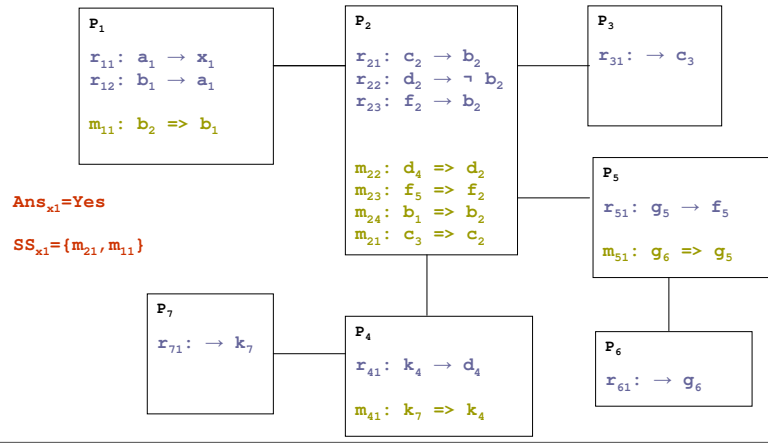 P₁
r₁₁: a₁ → x₁
r₁₂: b₁ → a₁
m₁₁: b₂ => b₁
P₂
r₂₁: c₂ → b₂
r₂₂: d₂ → ¬ b₂
r₂₃: f₂ → b₂
m₂₂: d₄ => d₂
m₂₃: f₅ => f₂
m₂₄: b₁ => b₂
m₂₁: c₃ => c₂
P₃
r₃₁: → c₃
Ansₓ₁=Yes
SSₓ₁={m₂₁,m₁₁}
P₅
r₅₁: g₅ → f₅
m₅₁: g₆ => g₅
P₇
r₇₁: → k₇
P₄
r₄₁: k₄ → d₄
m₄₁: k₇ => k₄
P₆
r₆₁: → g₆